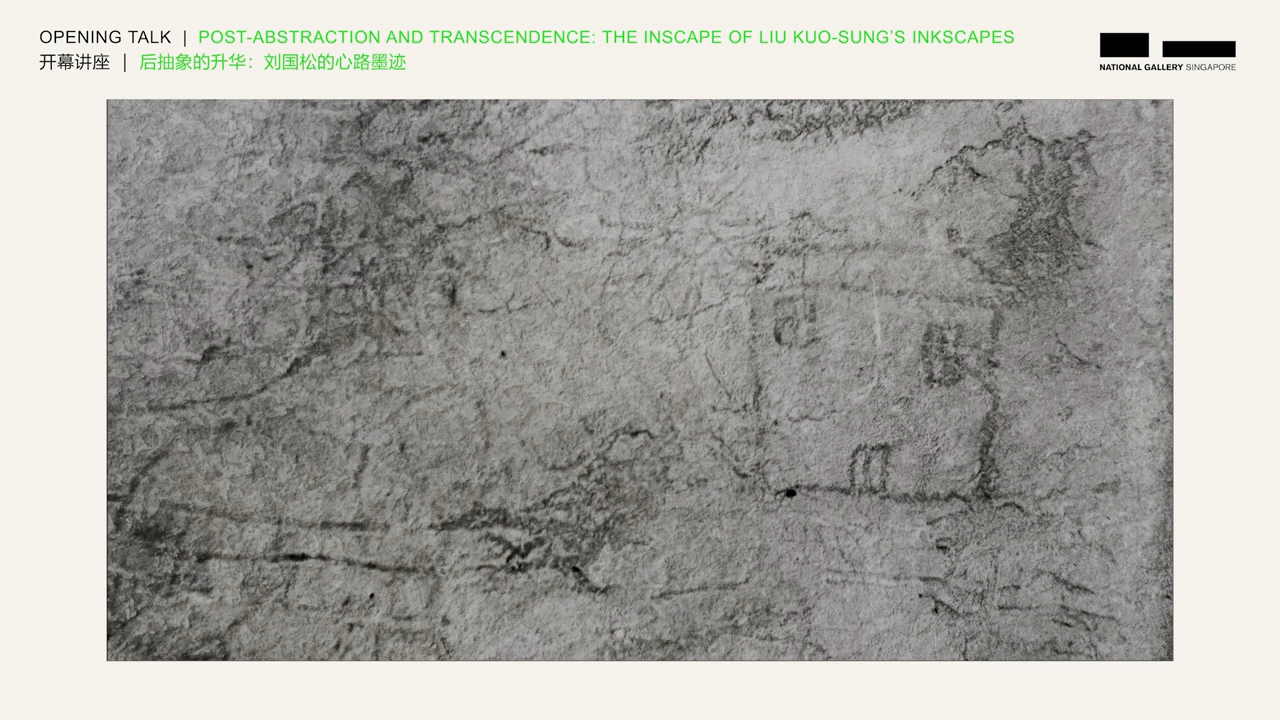 OPENING TALK | POST-ABSTRACTION AND TRANSCENDENCE: THE INSCAPE OF LIU KUO-SUNG'S INKSCAPES
开幕讲座 | 后抽象的升华：刘国松的心路墨迹
NATIONAL GALLERY SINGAPORE